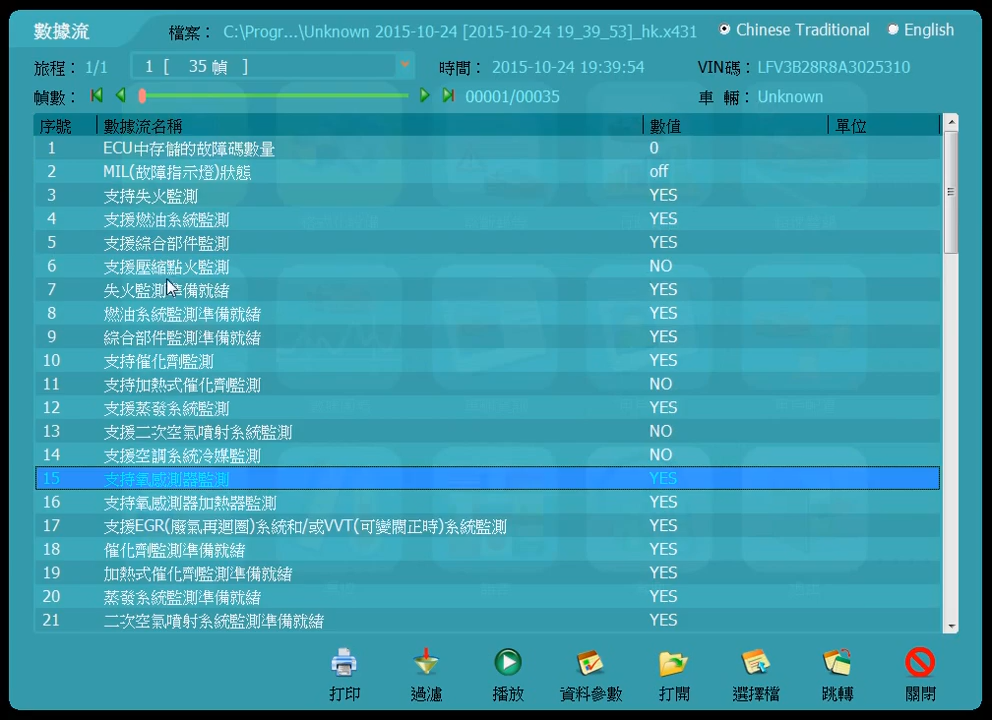 數據流 檔案： C:\Progr...\Unknown 2015-10-24 [2015-10-24 19_39_53]_hk.x431 Chinese Traditional English
旅程： 1/1 1 [ 35 幀 ] 時間： 2015-10-24 19:39:54 VIN碼： LFV3B28R8A3025310
幀數： 00001/00035 車 輛： Unknown
序號 數據流名稱 數值 單位
1 ECU中存儲的故障碼數量 0
2 MIL(故障指示燈)狀態 off
3 支持失火監測 YES
4 支援燃油系統監測 YES
5 支援綜合部件監測 YES
6 支援壓縮點火監測 NO
7 失火監測準備就緒 YES
8 燃油系統監測準備就緒 YES
9 綜合部件監測準備就緒 YES
10 支持催化劑監測 YES
11 支持加熱式催化劑監測 NO
12 支援蒸發系統監測 YES
13 支援二次空氣噴射系統監測 NO
14 支援空調系統冷媒監測 NO
15 支持氧感測器監測 YES
16 支持氧感測器加熱器監測 YES
17 支援EGR(廢氣再迴圈)系統和/或VVT(可變閥正時)系統監測 YES
18 催化劑監測準備就緒 YES
19 加熱式催化劑監測準備就緒 YES
20 蒸發系統監測準備就緒 YES
21 二次空氣噴射系統監測準備就緒 YES
打印 過濾 播放 資料參數 打開 選擇檔 跳轉 關閉